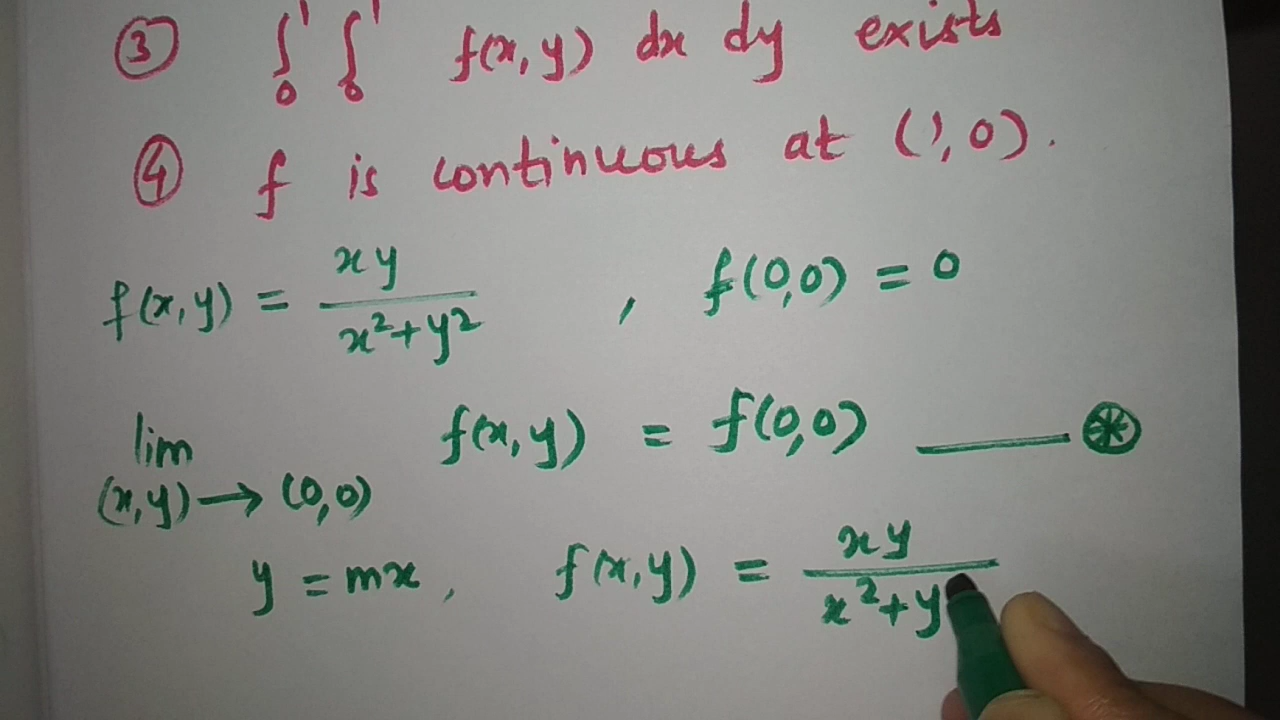 ③ ∫₀¹ ∫₀¹ f(x,y) dx dy exists
④ f is continuous at (1,0).
f(x,y) = xy / x²+y² , f(0,0) = 0
lim (x,y)→(0,0) f(x,y) = f(0,0) —— ⊛
y = mx, f(x,y) = xy / x²+y